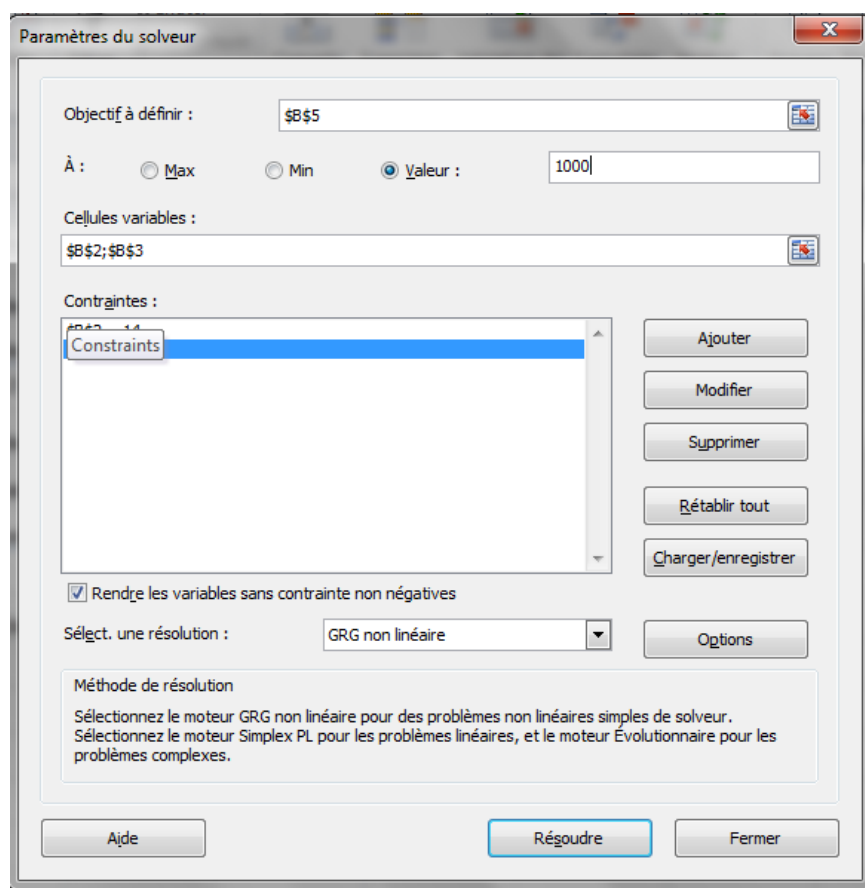 Paramètres du solveur
Objectif à définir :
$B$5
À :
Max
Min
Valeur :
1000
Cellules variables :
$B$2;$B$3
Contraintes :
Constraints
Ajouter
Modifier
Supprimer
Rétablir tout
Charger/enregistrer
Rendre les variables sans contrainte non négatives
Sélect. une résolution :
GRG non linéaire
Options
Méthode de résolution
Sélectionnez le moteur GRG non linéaire pour des problèmes non linéaires simples de solveur.
Sélectionnez le moteur Simplex PL pour les problèmes linéaires, et le moteur Évolutionnaire pour les
problèmes complexes.
Aide
Résoudre
Fermer